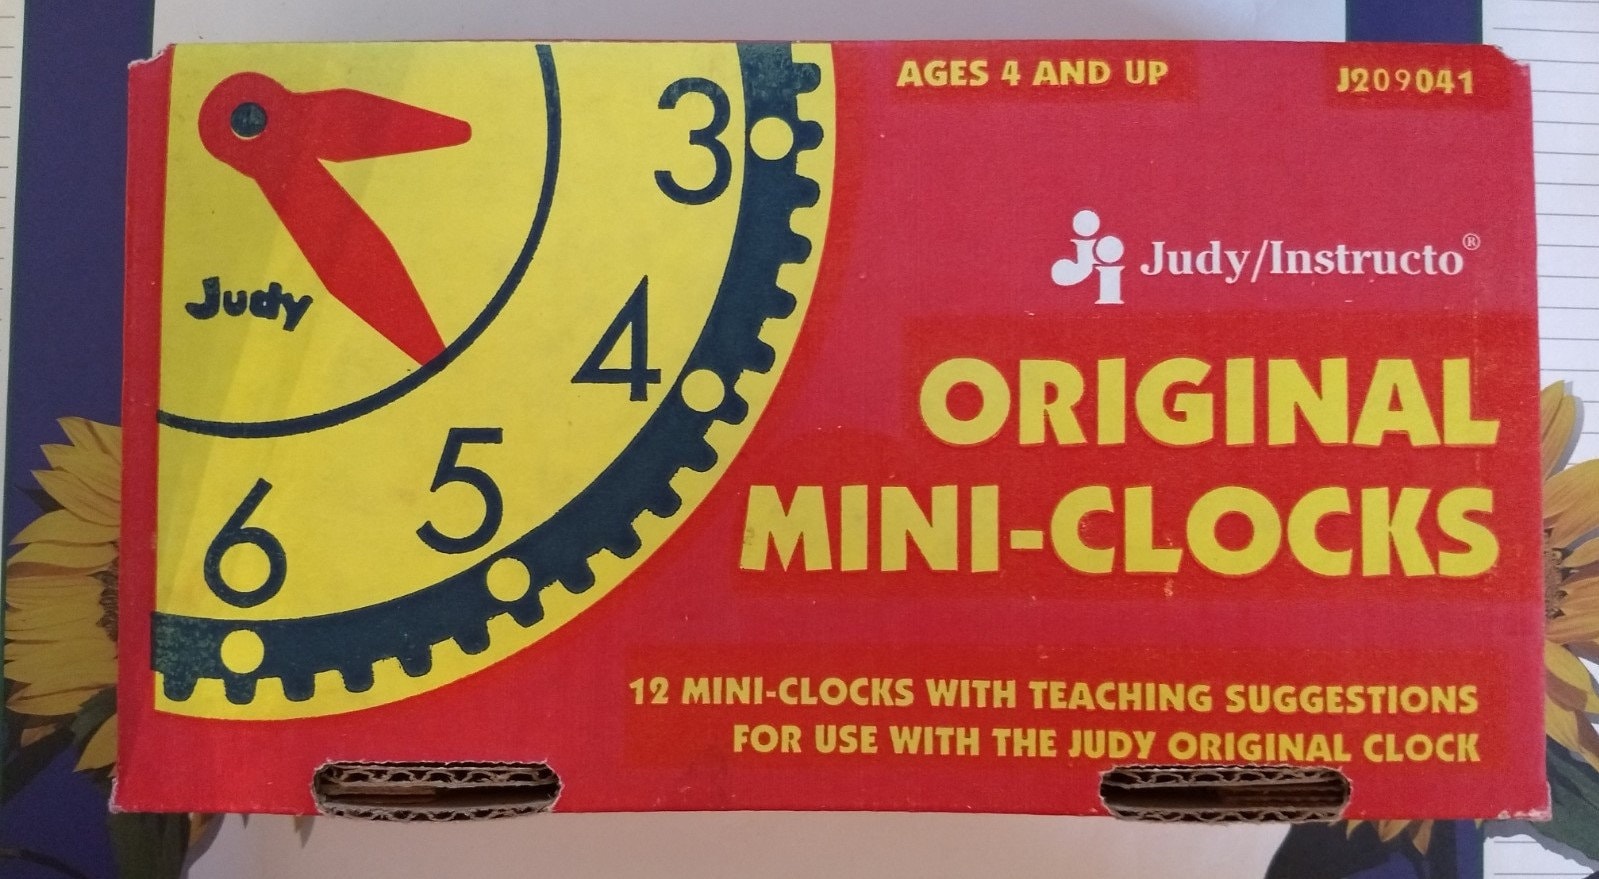 AGES 4 AND UP
J209041
3
4
5
6
Judy
Judy/Instructo®
ORIGINAL
MINI-CLOCKS
12 MINI-CLOCKS WITH TEACHING SUGGESTIONS
FOR USE WITH THE JUDY ORIGINAL CLOCK